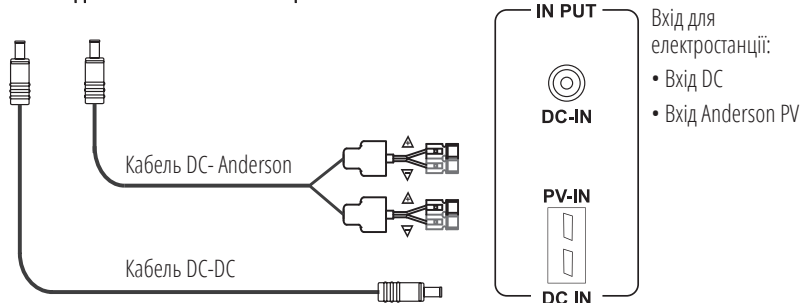 IN PUT
Вхід для
електростанції:
• Вхід DC
• Вхід Anderson PV
DC-IN
Кабель DC- Anderson
PV-IN
Кабель DC-DC
DC IN